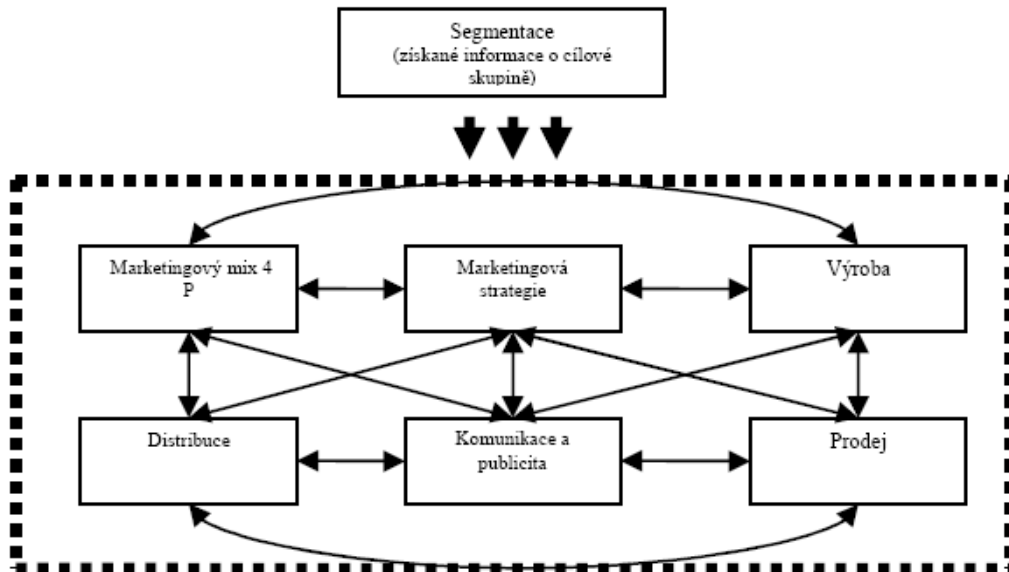 Segmentace
(získané informace o cílové
skupině)
Marketingový mix 4
P
Marketingová
strategie
Výroba
Distribuce
Komunikace a
publicita
Prodej